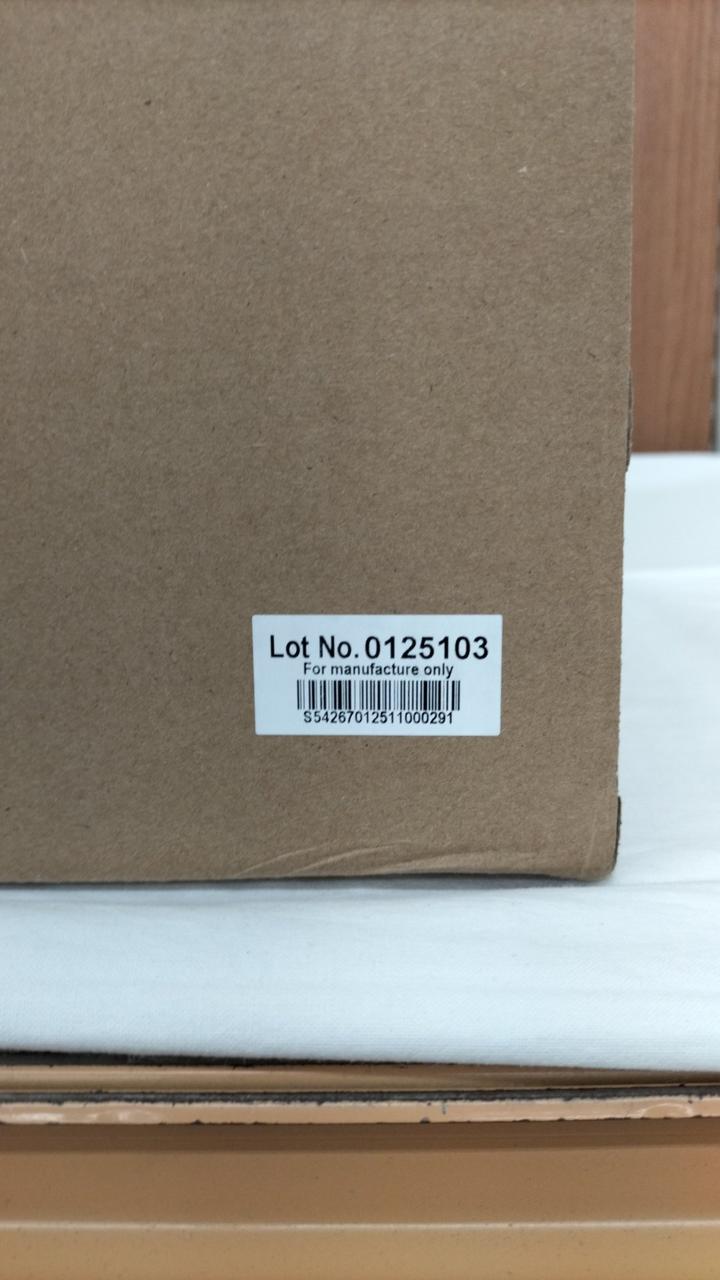 Lot No. 0125103
For manufacture only
S54267012511000291